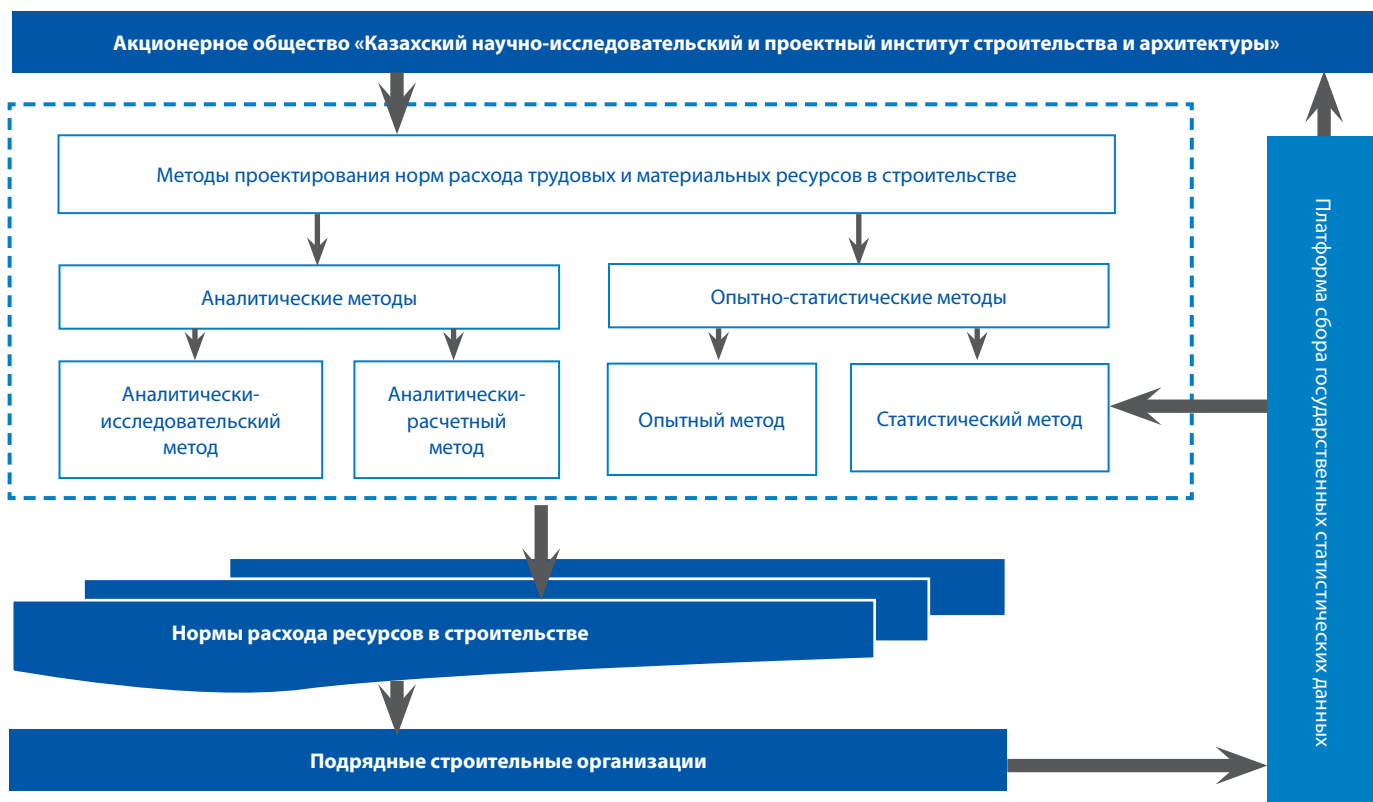 Акционерное общество «Казахский научно-исследовательский и проектный институт строительства и архитектуры»
Методы проектирования норм расхода трудовых и материальных ресурсов в строительстве
Аналитические методы
Опытно-статистические методы
Аналитически-
исследовательский
метод
Аналитически-
расчетный
метод
Опытный метод
Статистический метод
Платформа сбора государственных статистических данных
Нормы расхода ресурсов в строительстве
Подрядные строительные организации